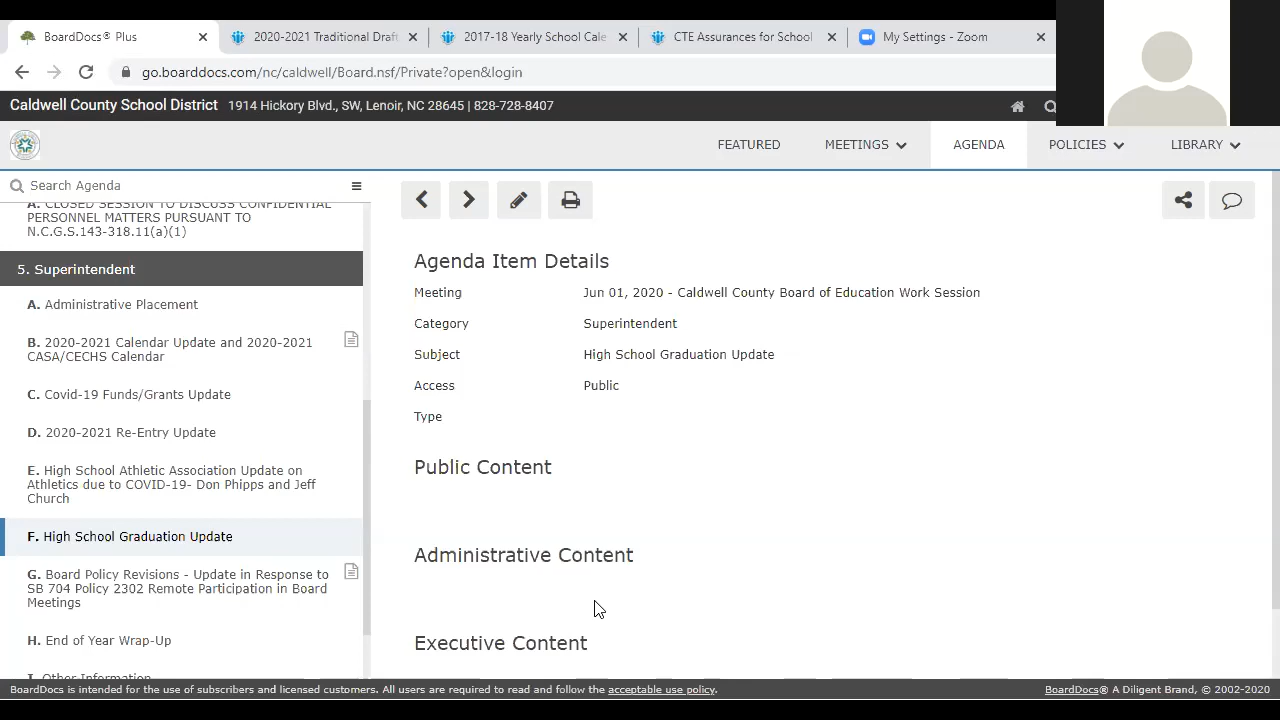 BoardDocs® Plus
2020-2021 Traditional Draft
2017-18 Yearly School Cale
CTE Assurances for School
My Settings - Zoom
go.boarddocs.com/nc/caldwell/Board.nsf/Private?open&login
Caldwell County School District 1914 Hickory Blvd., SW, Lenoir, NC 28645 | 828-728-8407
FEATURED MEETINGS AGENDA POLICIES LIBRARY
Search Agenda
A. CLOSED SESSION TO DISCUSS CONFIDENTIAL
PERSONNEL MATTERS PURSUANT TO
N.C.G.S.143-318.11(a)(1)
5. Superintendent
A. Administrative Placement
B. 2020-2021 Calendar Update and 2020-2021
CASA/CECHS Calendar
C. Covid-19 Funds/Grants Update
D. 2020-2021 Re-Entry Update
E. High School Athletic Association Update on
Athletics due to COVID-19- Don Phipps and Jeff
Church
F. High School Graduation Update
G. Board Policy Revisions - Update in Response to
SB 704 Policy 2302 Remote Participation in Board
Meetings
H. End of Year Wrap-Up
I. Other Information
Agenda Item Details
Meeting Jun 01, 2020 - Caldwell County Board of Education Work Session
Category Superintendent
Subject High School Graduation Update
Access Public
Type
Public Content
Administrative Content
Executive Content
BoardDocs is intended for the use of subscribers and licensed customers. All users are required to read and follow the acceptable use policy.
BoardDocs® A Diligent Brand, © 2002-2020